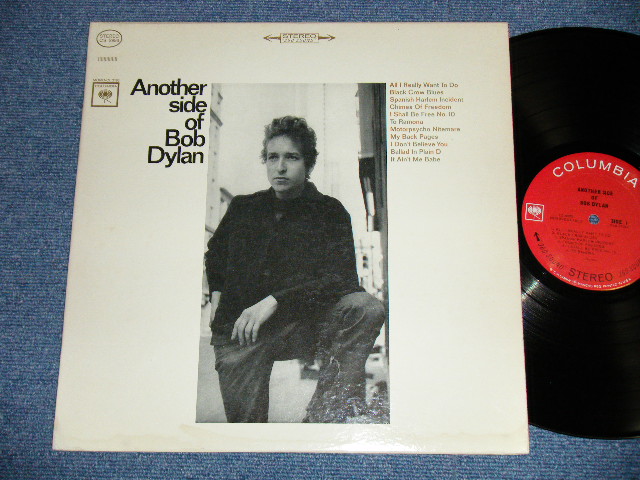 STEREO
STEREO
COLUMBIA
Another
side
of
Bob
Dylan
All I Really Want To Do
Black Crow Blues
Spanish Harlem Incident
Chimes Of Freedom
I Shall Be Free No. 10
To Ramona
Motorpsycho Nitemare
My Back Pages
I Don't Believe You
Ballad In Plain D
It Ain't Me Babe
COLUMBIA
ANOTHER SIDE
OF
BOB DYLAN
STEREO